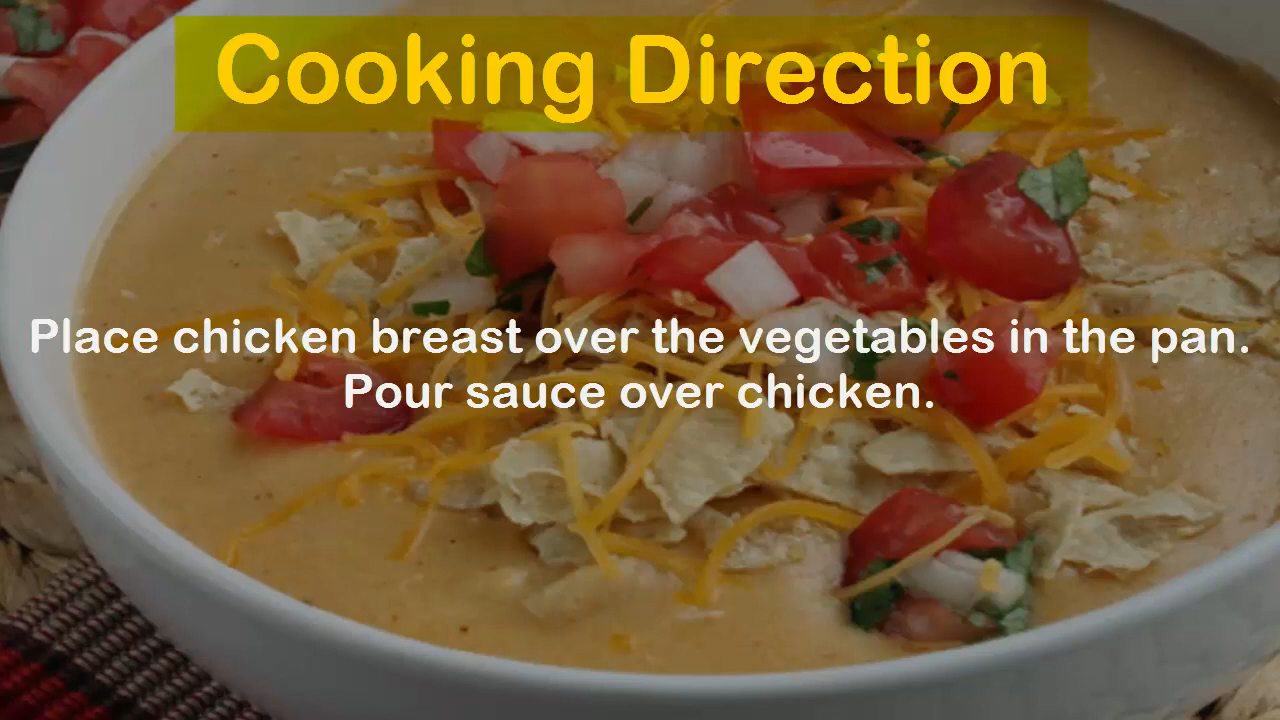 Cooking Direction
Place chicken breast over the vegetables in the pan.
Pour sauce over chicken.